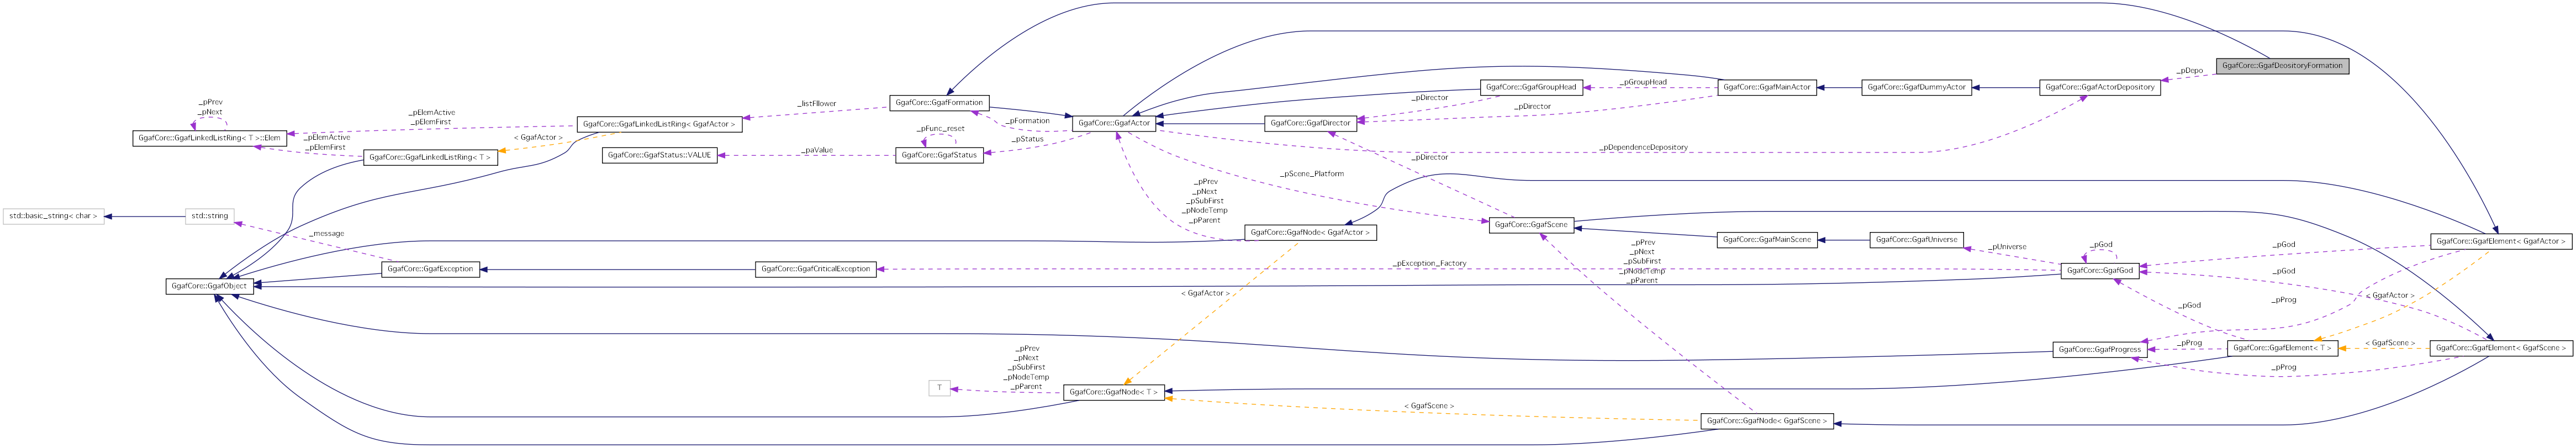 GgafCore::GgafDeositoryFormation
_pDepo
_pGroupHead
GgafCore::GgafGroupHead
GgafCore::GgafMainActor
GgafCore::GgafDummyActor
GgafCore::GgafActorDepository
_pPrev
_pNext
_listFllower
GgafCore::GgafFormation
_pDirector
_pDirector
_pElemActive
_pElemFirst
GgafCore::GgafLinkedListRing< GgafActor >
_pFormation
GgafCore::GgafActor
GgafCore::GgafDirector
GgafCore::GgafLinkedListRing< T >::Elem
_pElemActive
_pElemFirst
< GgafActor >
_pFunc_reset
_pStatus
GgafCore::GgafLinkedListRing< T >
GgafCore::GgafStatus::VALUE
_paValue
GgafCore::GgafStatus
_pDirector
_pDependenceDepository
_pScene_Platform
_pPrev
_pNext
_pSubFirst
_pNodeTemp
_pParent
std::basic_string< char >
std::string
_message
GgafCore::GgafNode< GgafActor >
GgafCore::GgafScene
GgafCore::GgafMainScene
GgafCore::GgafUniverse
_pUniverse
_pGod
_pGod
GgafCore::GgafElement< GgafActor >
_pPrev
_pNext
_pSubFirst
_pNodeTemp
_pParent
GgafCore::GgafException
GgafCore::GgafCriticalException
_pException_Factory
GgafCore::GgafGod
_pGod
GgafCore::GgafObject
< GgafActor >
_pProg
< GgafActor >
_pGod
_pPrev
_pNext
_pSubFirst
_pNodeTemp
_pParent
GgafCore::GgafProgress
_pProg
GgafCore::GgafElement< T >
< GgafScene >
GgafCore::GgafElement< GgafScene >
_pProg
T
GgafCore::GgafNode< T >
< GgafScene >
GgafCore::GgafNode< GgafScene >